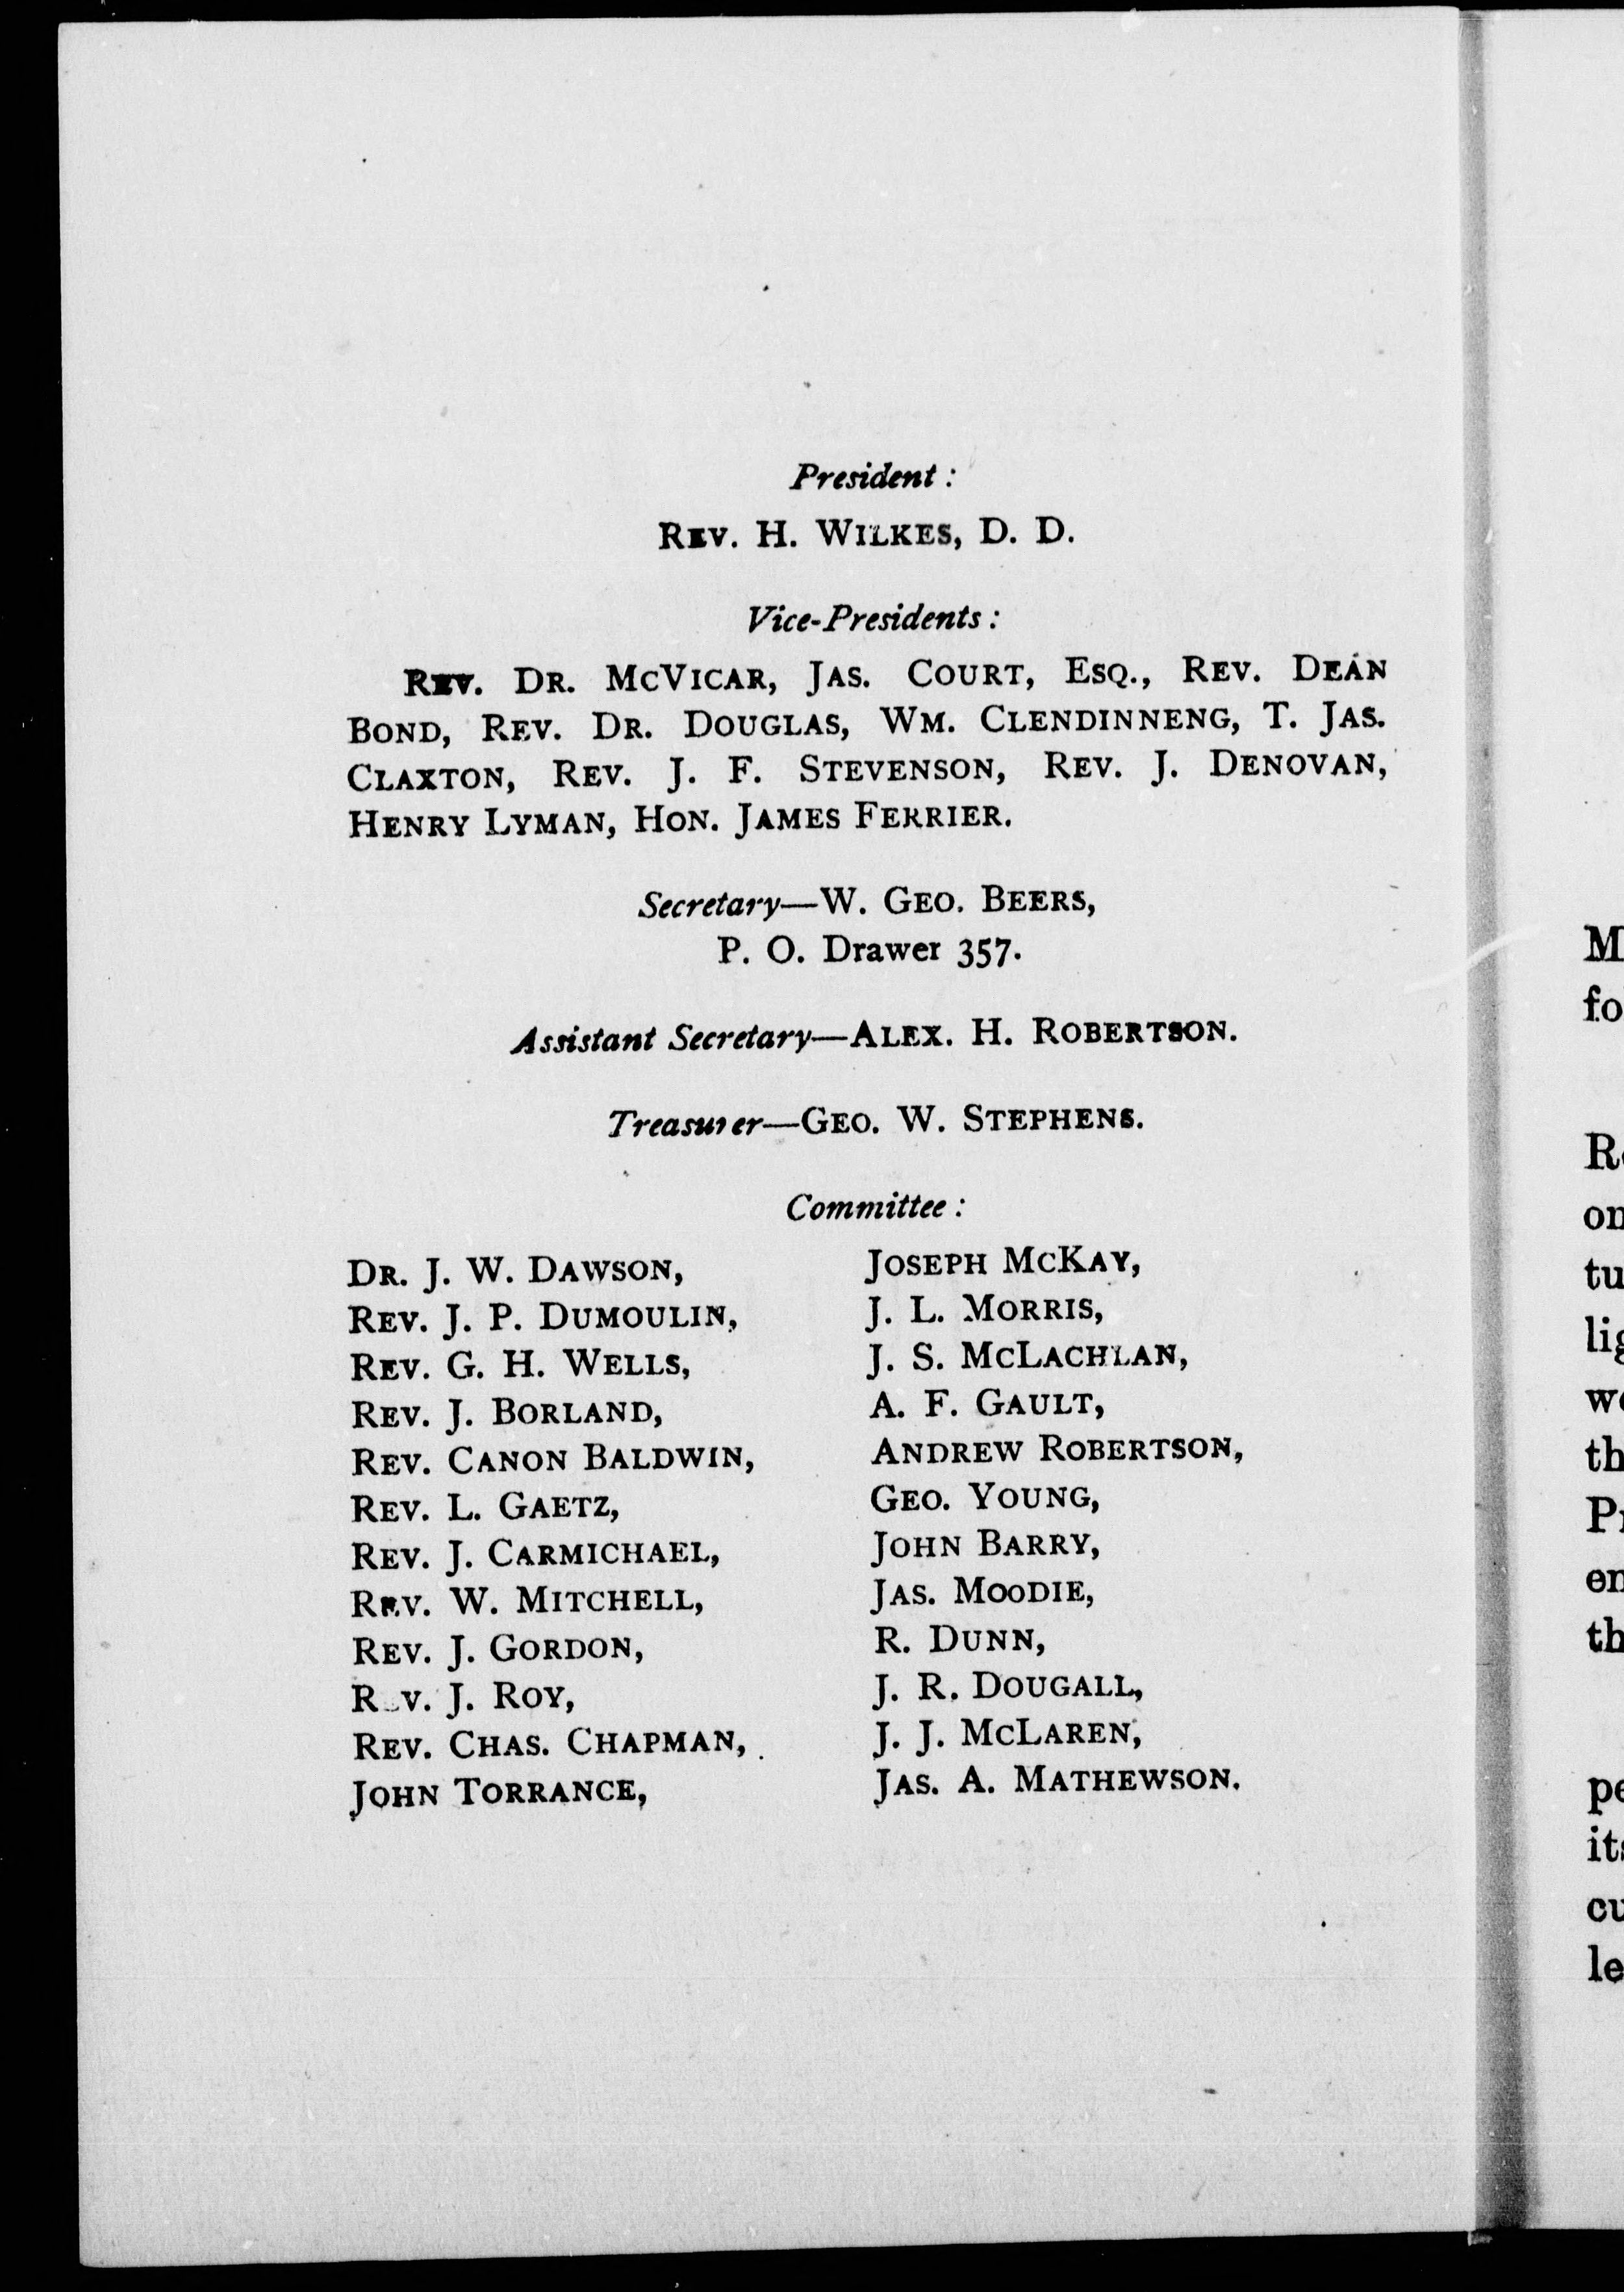 President :
REV. H. WILKES, D. D.
Vice-Presidents :
REV. DR. MCVICAR, JAS. COURT, ESQ., REV. DEAN
BOND, REV. DR. DOUGLAS, WM. CLENDINNENG, T. JAS.
CLAXTON, REV. J. F. STEVENSON, REV. J. DENOVAN,
HENRY LYMAN, HON. JAMES FERRIER.
Secretary—W. GEO. BEERS,
P. O. Drawer 357.
Assistant Secretary—ALEX. H. ROBERTSON.
Treasurer—GEO. W. STEPHENS.
Committee :
DR. J. W. DAWSON,
REV. J. P. DUMOULIN,
REV. G. H. WELLS,
REV. J. BORLAND,
REV. CANON BALDWIN,
REV. L. GAETZ,
REV. J. CARMICHAEL,
REV. W. MITCHELL,
REV. J. GORDON,
REV. J. ROY,
REV. CHAS. CHAPMAN,
JOHN TORRANCE,
JOSEPH MCKAY,
J. L. MORRIS,
J. S. MCLACHLAN,
A. F. GAULT,
ANDREW ROBERTSON,
GEO. YOUNG,
JOHN BARRY,
JAS. MOODIE,
R. DUNN,
J. R. DOUGALL,
J. J. MCLAREN,
JAS. A. MATHEWSON.